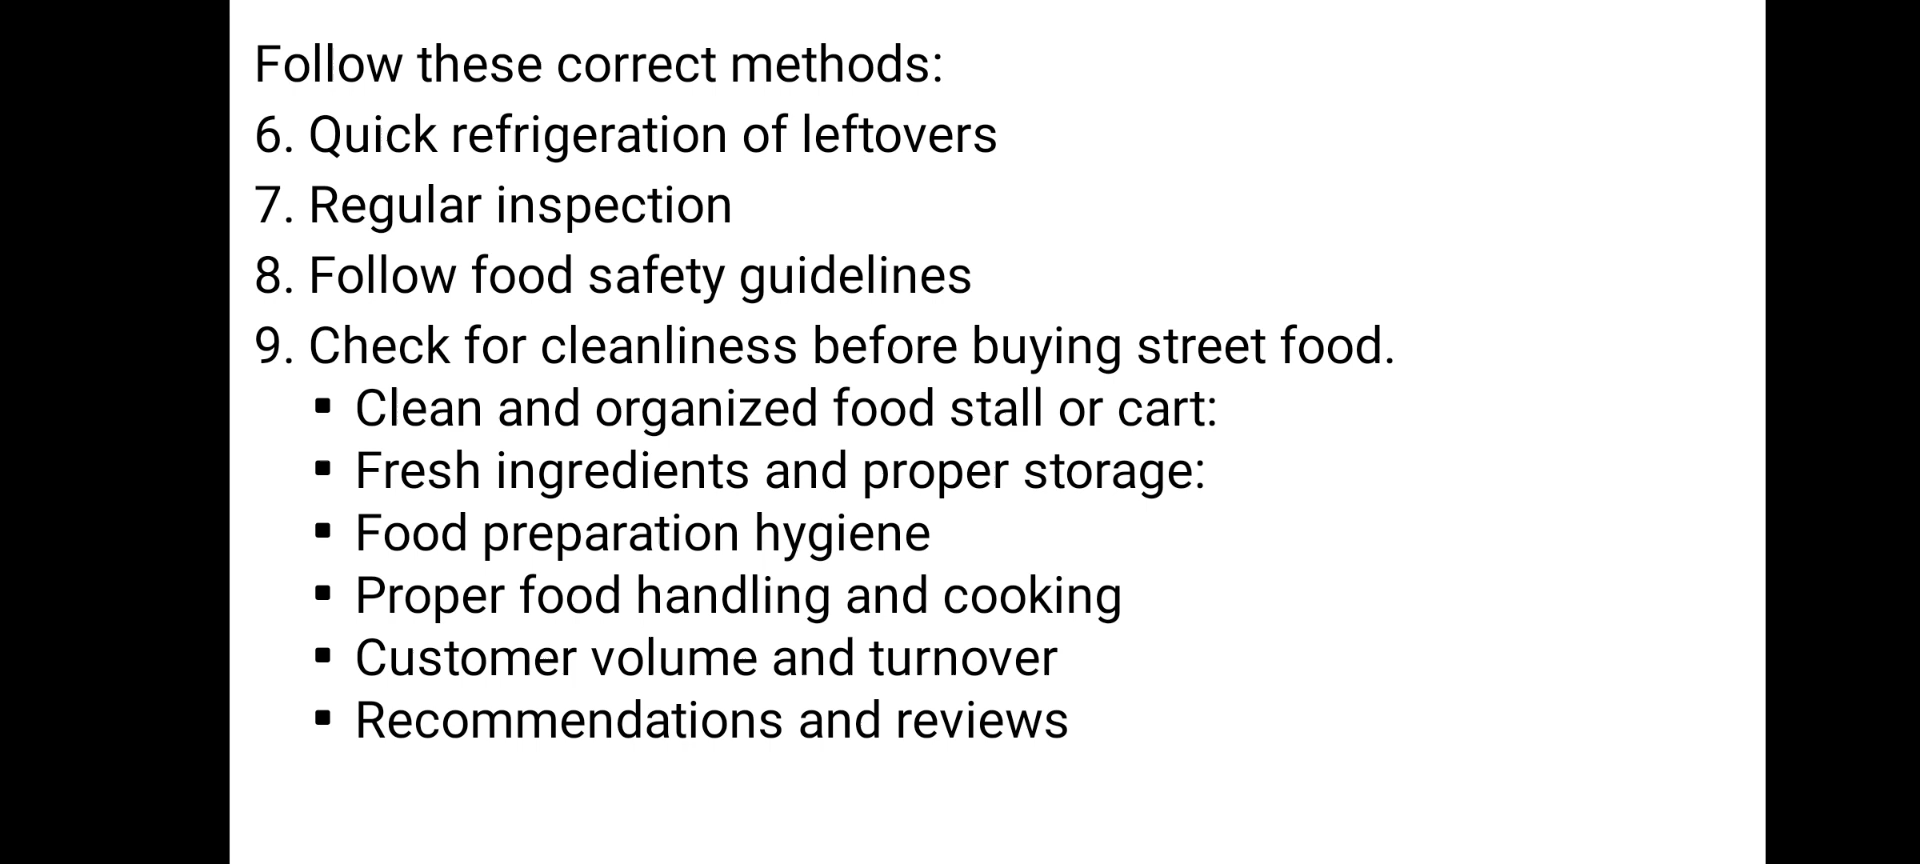 Follow these correct methods:
6. Quick refrigeration of leftovers
7. Regular inspection
8. Follow food safety guidelines
9. Check for cleanliness before buying street food.
▪ Clean and organized food stall or cart:
▪ Fresh ingredients and proper storage:
▪ Food preparation hygiene
▪ Proper food handling and cooking
▪ Customer volume and turnover
▪ Recommendations and reviews